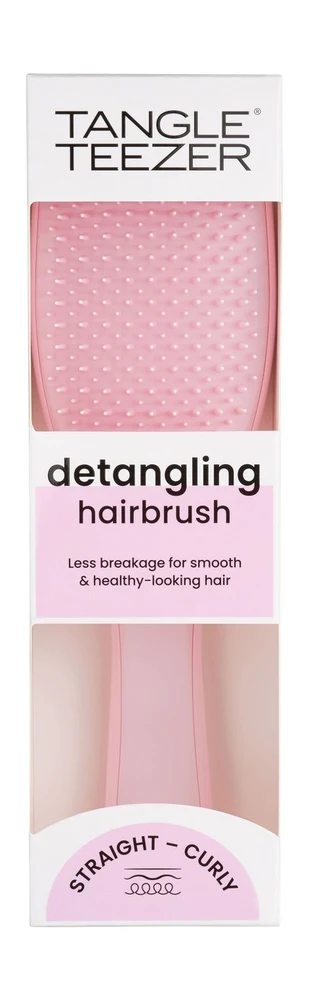 TANGLE®
TEEZER
detangling
hairbrush
Less breakage for smooth
& healthy-looking hair
STRAIGHT – CURLY